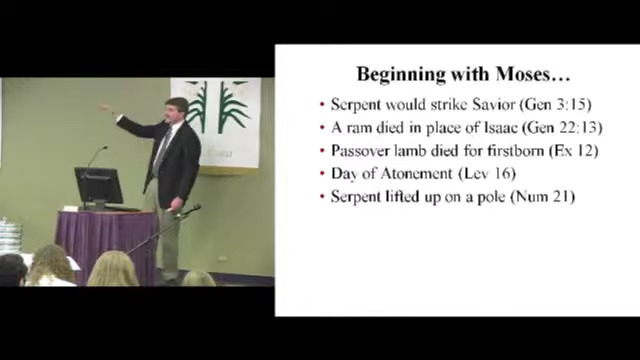 Beginning with Moses…
• Serpent would strike Savior (Gen 3:15)
• A ram died in place of Isaac (Gen 22:13)
• Passover lamb died for firstborn (Ex 12)
• Day of Atonement (Lev 16)
• Serpent lifted up on a pole (Num 21)